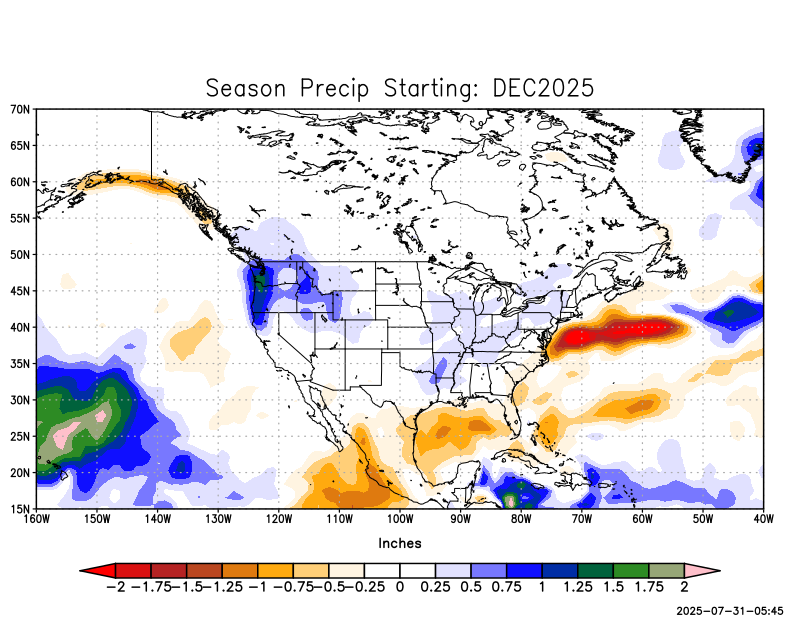 Season Precip Starting: DEC2025
70N
65N
60N
55N
50N
45N
40N
35N
30N
25N
20N
15N
160W 150W 140W 130W 120W 110W 100W 90W 80W 70W 60W 50W 40W
Inches
-2 -1.75 -1.5 -1.25 -1 -0.75 -0.5 -0.25 0 0.25 0.5 0.75 1 1.25 1.5 1.75 2
2025-07-31-05:45